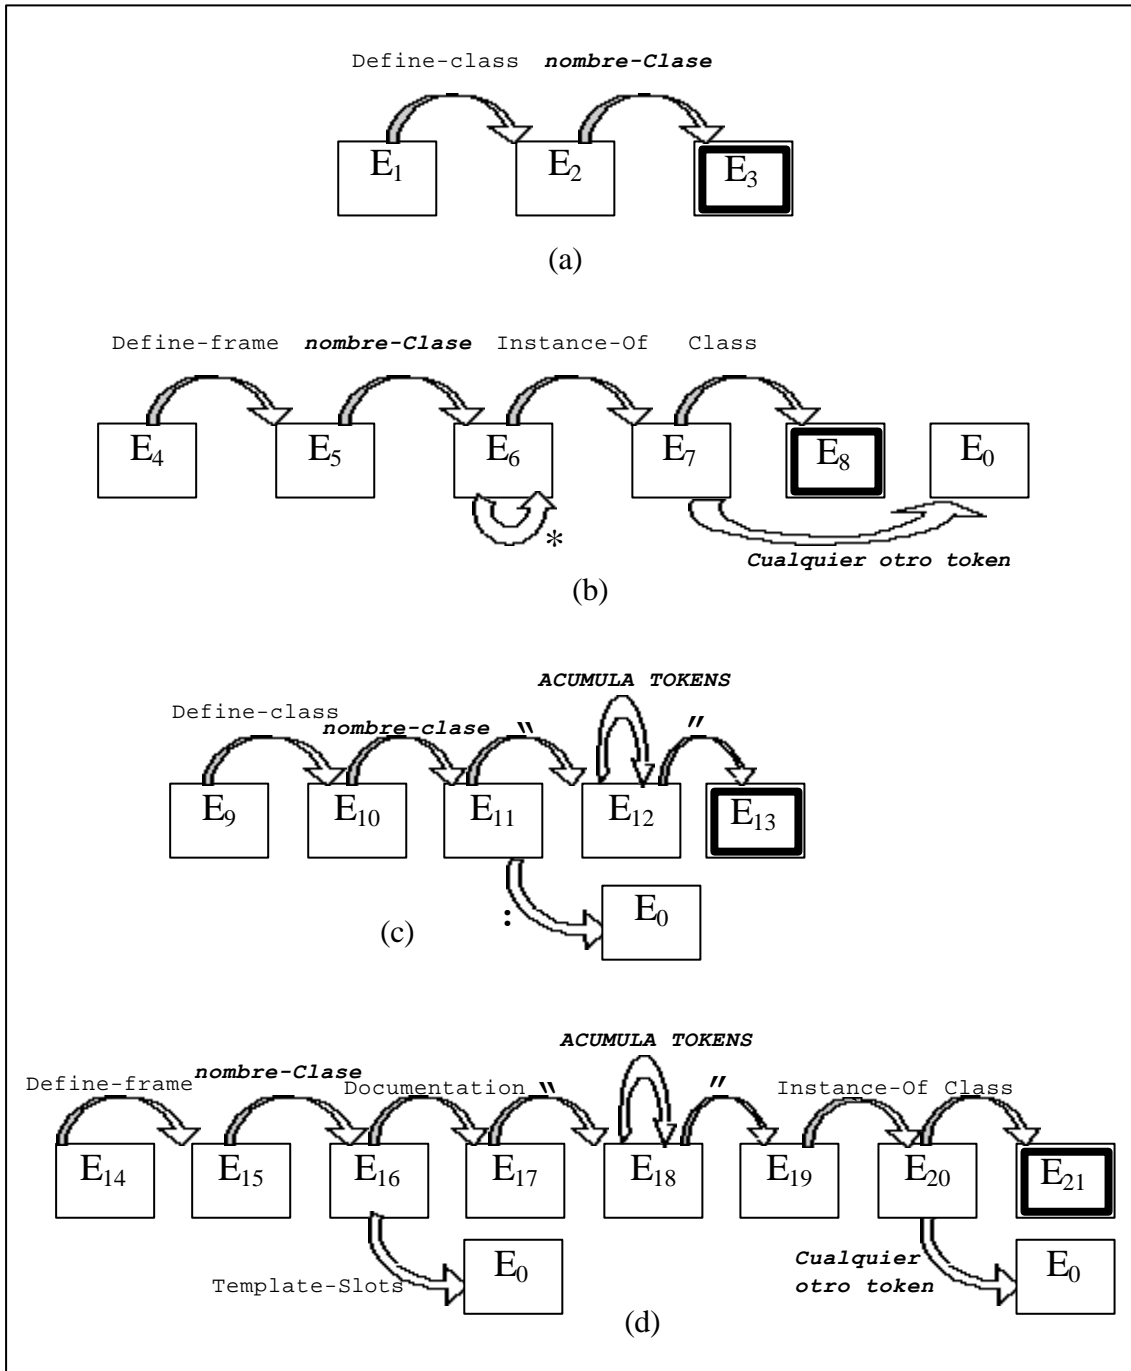 Define-class nombre-Clase
E1 E2 E3
(a)
Define-frame nombre-Clase Instance-Of Class
E4 E5 E6 E7 E8 E0
*
Cualquier otro token
(b)
ACUMULA TOKENS
Define-class nombre-clase “ ”
E9 E10 E11 E12 E13
: E0
(c)
ACUMULA TOKENS
Define-frame nombre-Clase Documentation “ ” Instance-Of Class
E14 E15 E16 E17 E18 E19 E20 E21
Template-Slots E0
Cualquier
otro token
E0
(d)